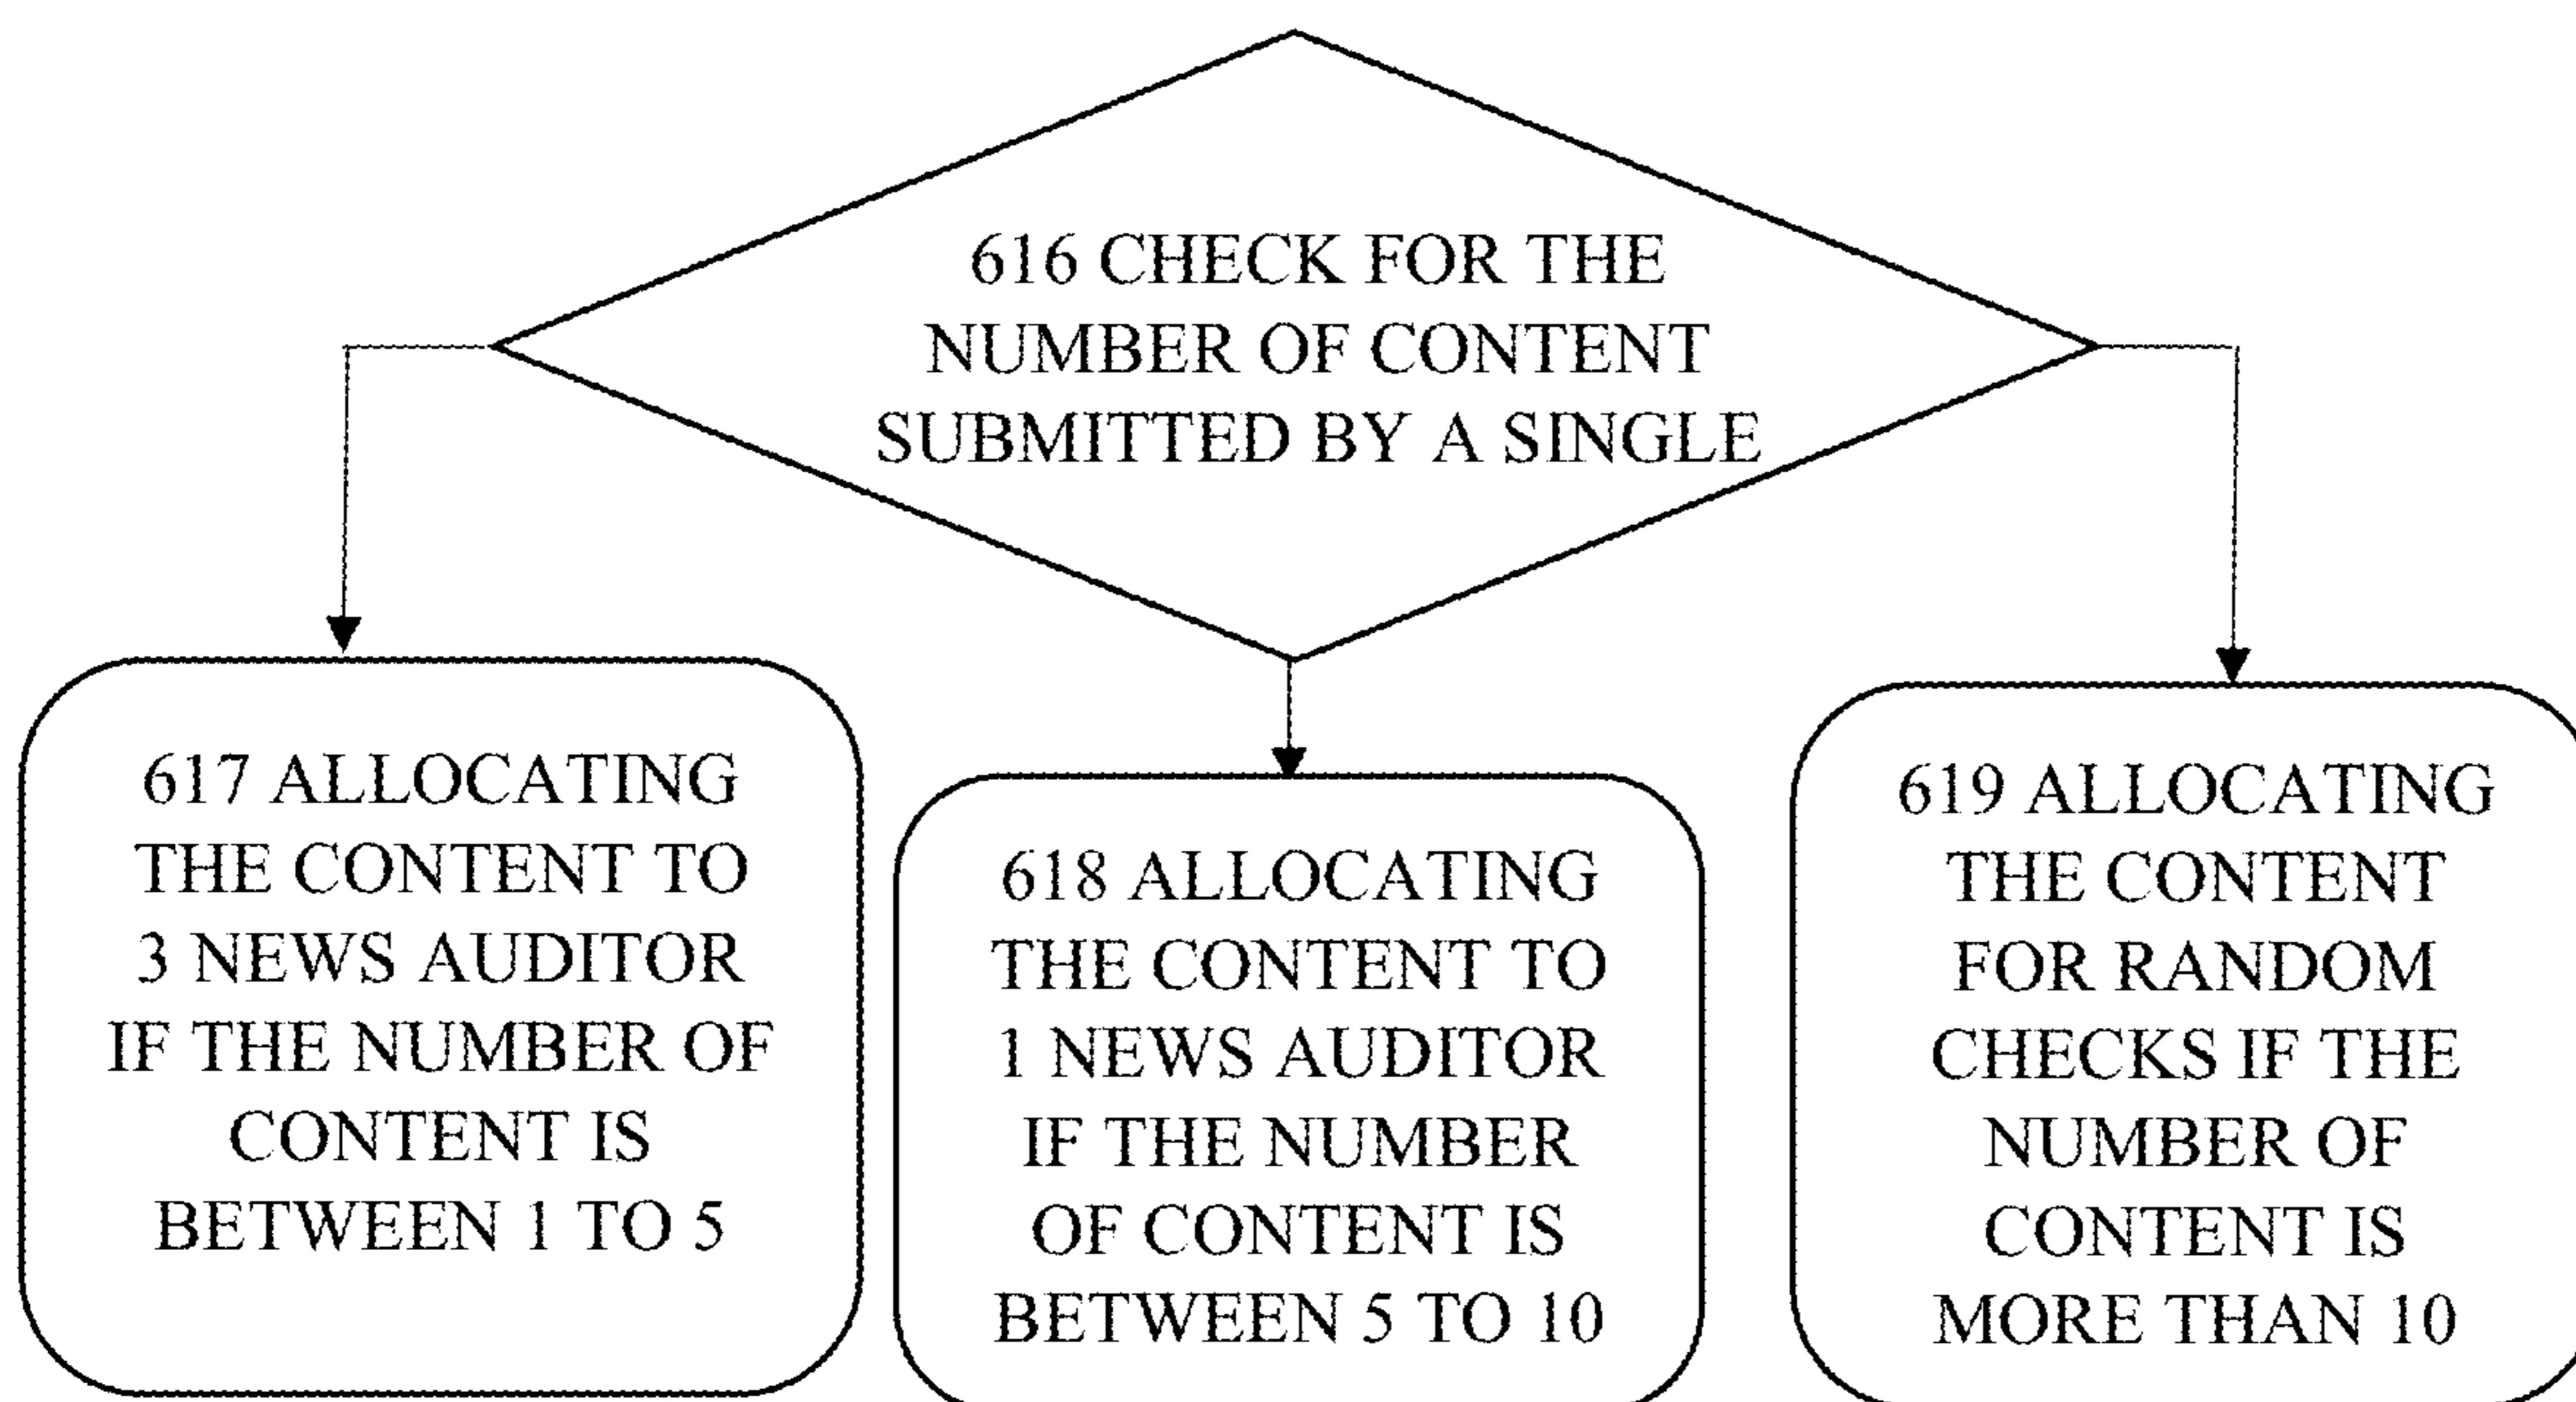 616 CHECK FOR THE
NUMBER OF CONTENT
SUBMITTED BY A SINGLE
617 ALLOCATING
THE CONTENT TO
3 NEWS AUDITOR
IF THE NUMBER OF
CONTENT IS
BETWEEN 1 TO 5
618 ALLOCATING
THE CONTENT TO
1 NEWS AUDITOR
IF THE NUMBER
OF CONTENT IS
BETWEEN 5 TO 10
619 ALLOCATING
THE CONTENT
FOR RANDOM
CHECKS IF THE
NUMBER OF
CONTENT IS
MORE THAN 10